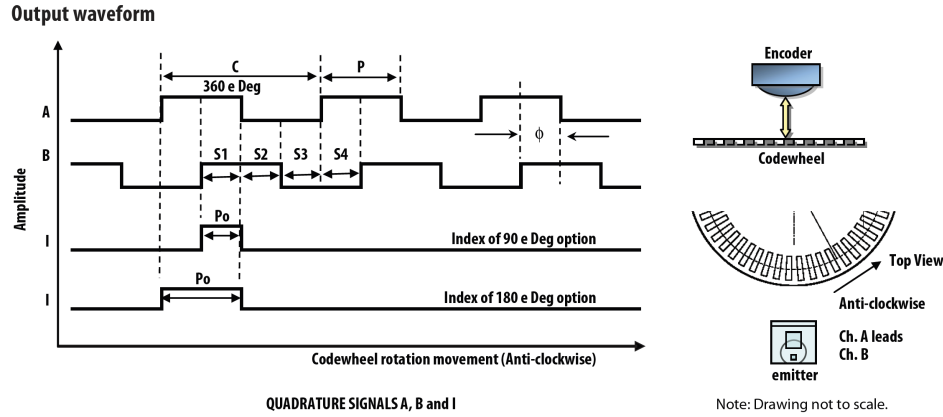 Output waveform
C
P
360 e Deg
A
ϕ
B
S1 S2 S3 S4
Amplitude
Po
I
Index of 90 e Deg option
Po
I
Index of 180 e Deg option
Codewheel rotation movement (Anti-clockwise)
QUADRATURE SIGNALS A, B and I
Encoder
Codewheel
Top View
Anti-clockwise
Ch. A leads
Ch. B
emitter
Note: Drawing not to scale.